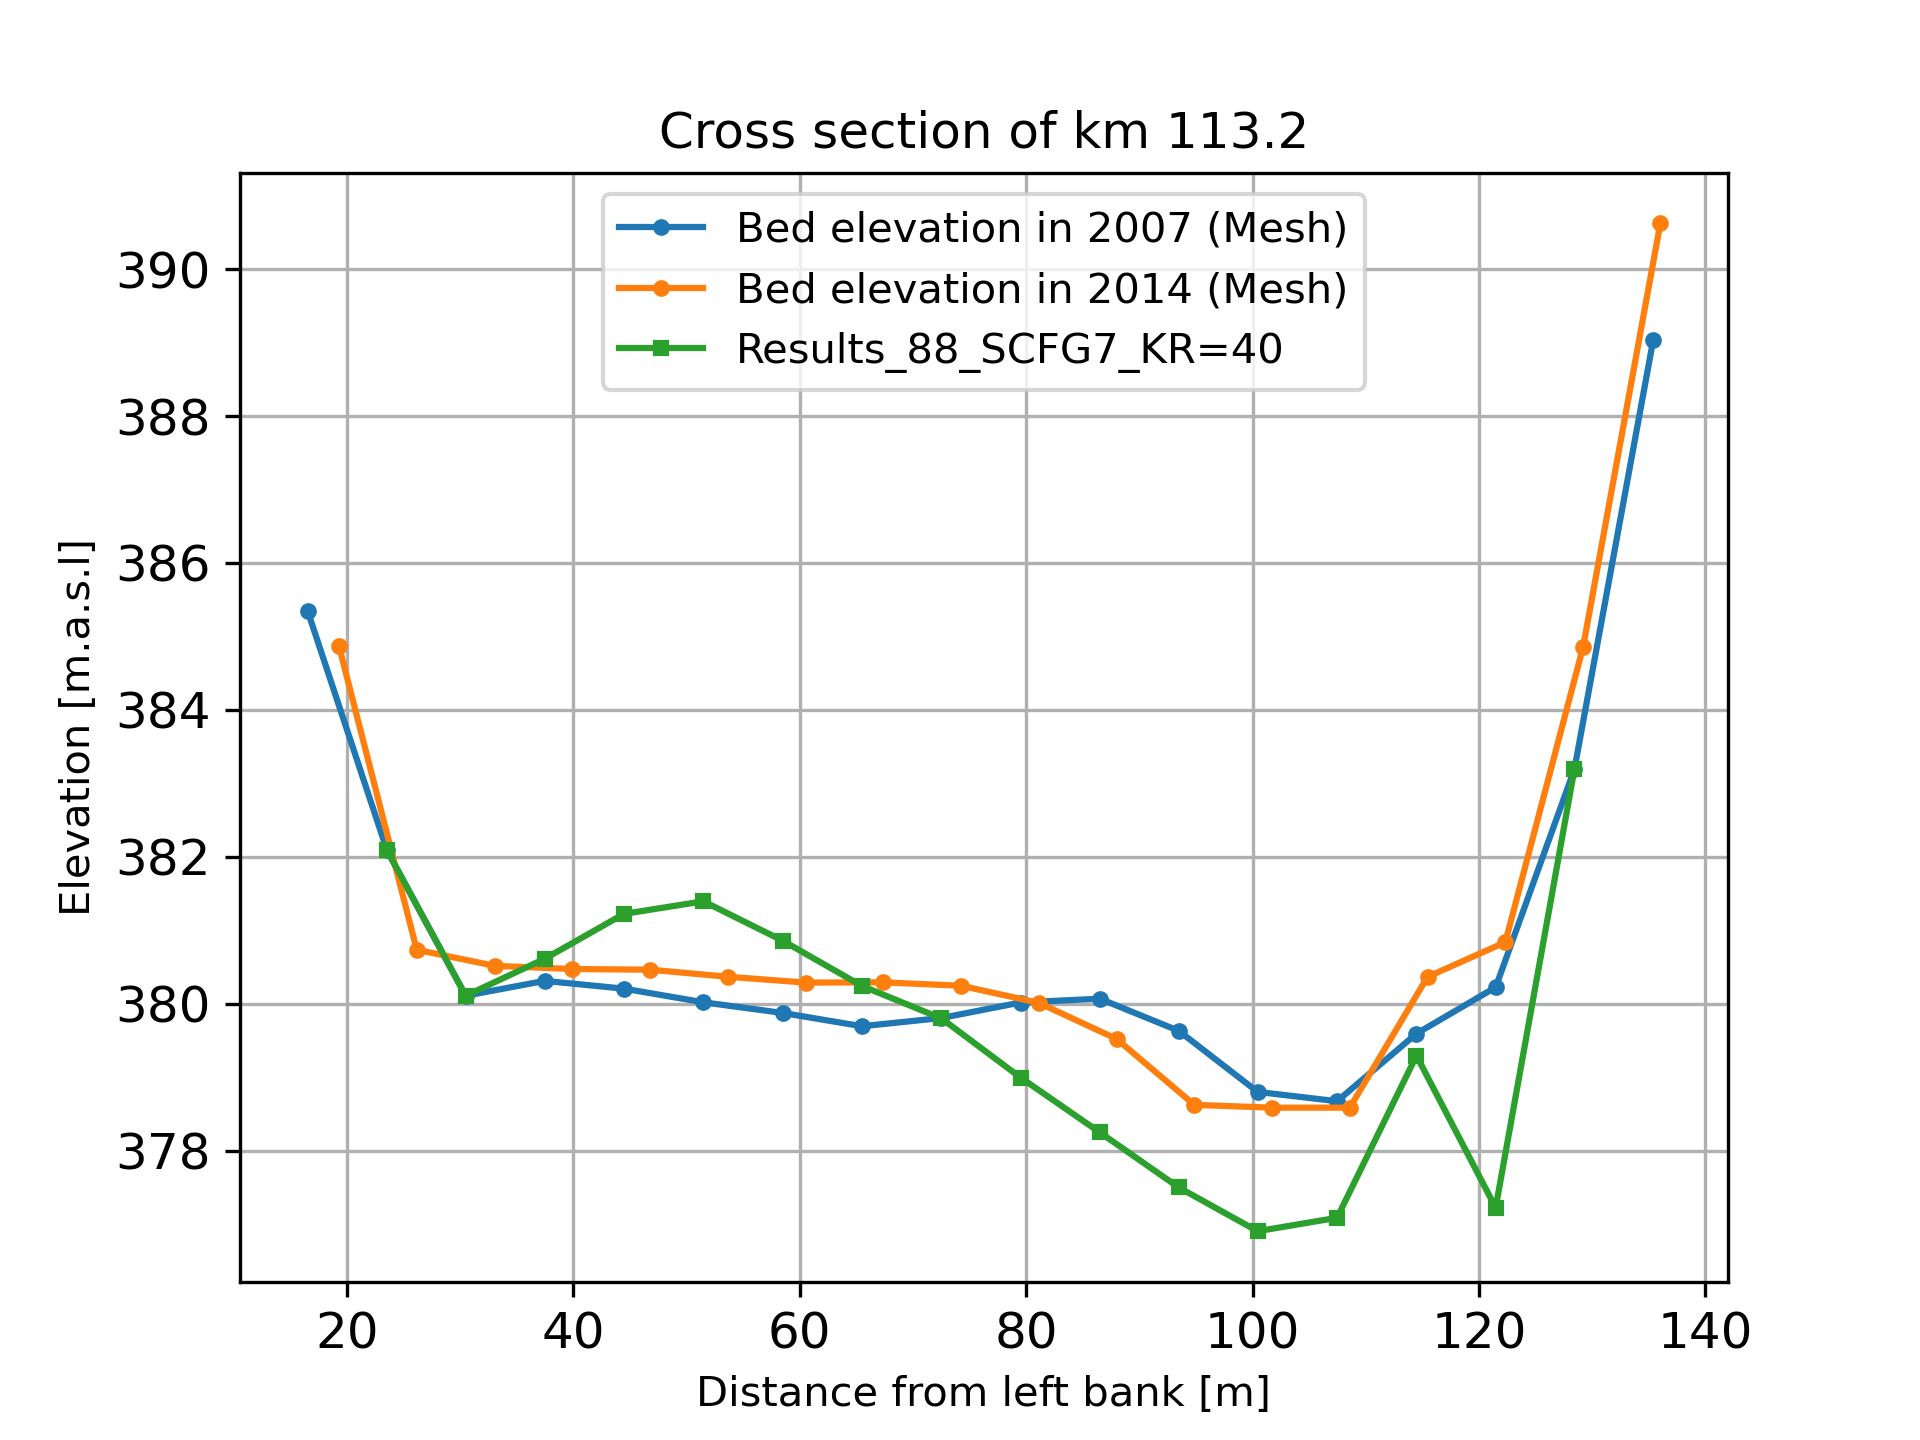 Cross section of km 113.2
Bed elevation in 2007 (Mesh)
Bed elevation in 2014 (Mesh)
Results_88_SCFG7_KR=40
Elevation [m.a.s.l]
390
388
386
384
382
380
378
20 40 60 80 100 120 140
Distance from left bank [m]